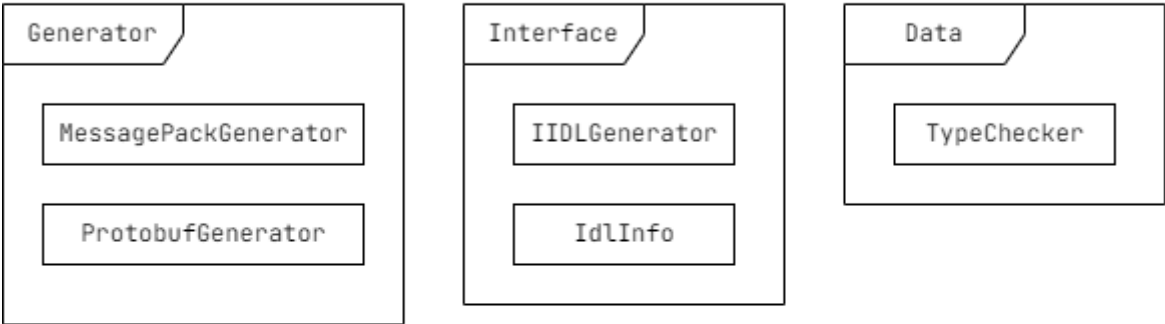 Generator
MessagePackGenerator
ProtobufGenerator
Interface
IIDLGenerator
IdlInfo
Data
TypeChecker